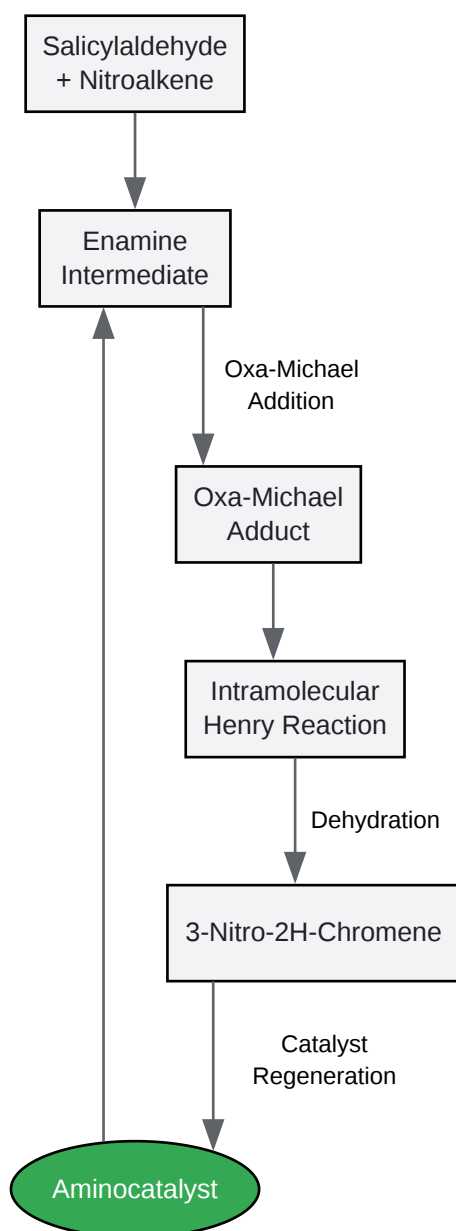 Salicylaldehyde
+ Nitroalkene
Enamine
Intermediate
Oxa-Michael
Addition
Oxa-Michael
Adduct
Intramolecular
Henry Reaction
Dehydration
3-Nitro-2H-Chromene
Catalyst
Regeneration
Aminocatalyst